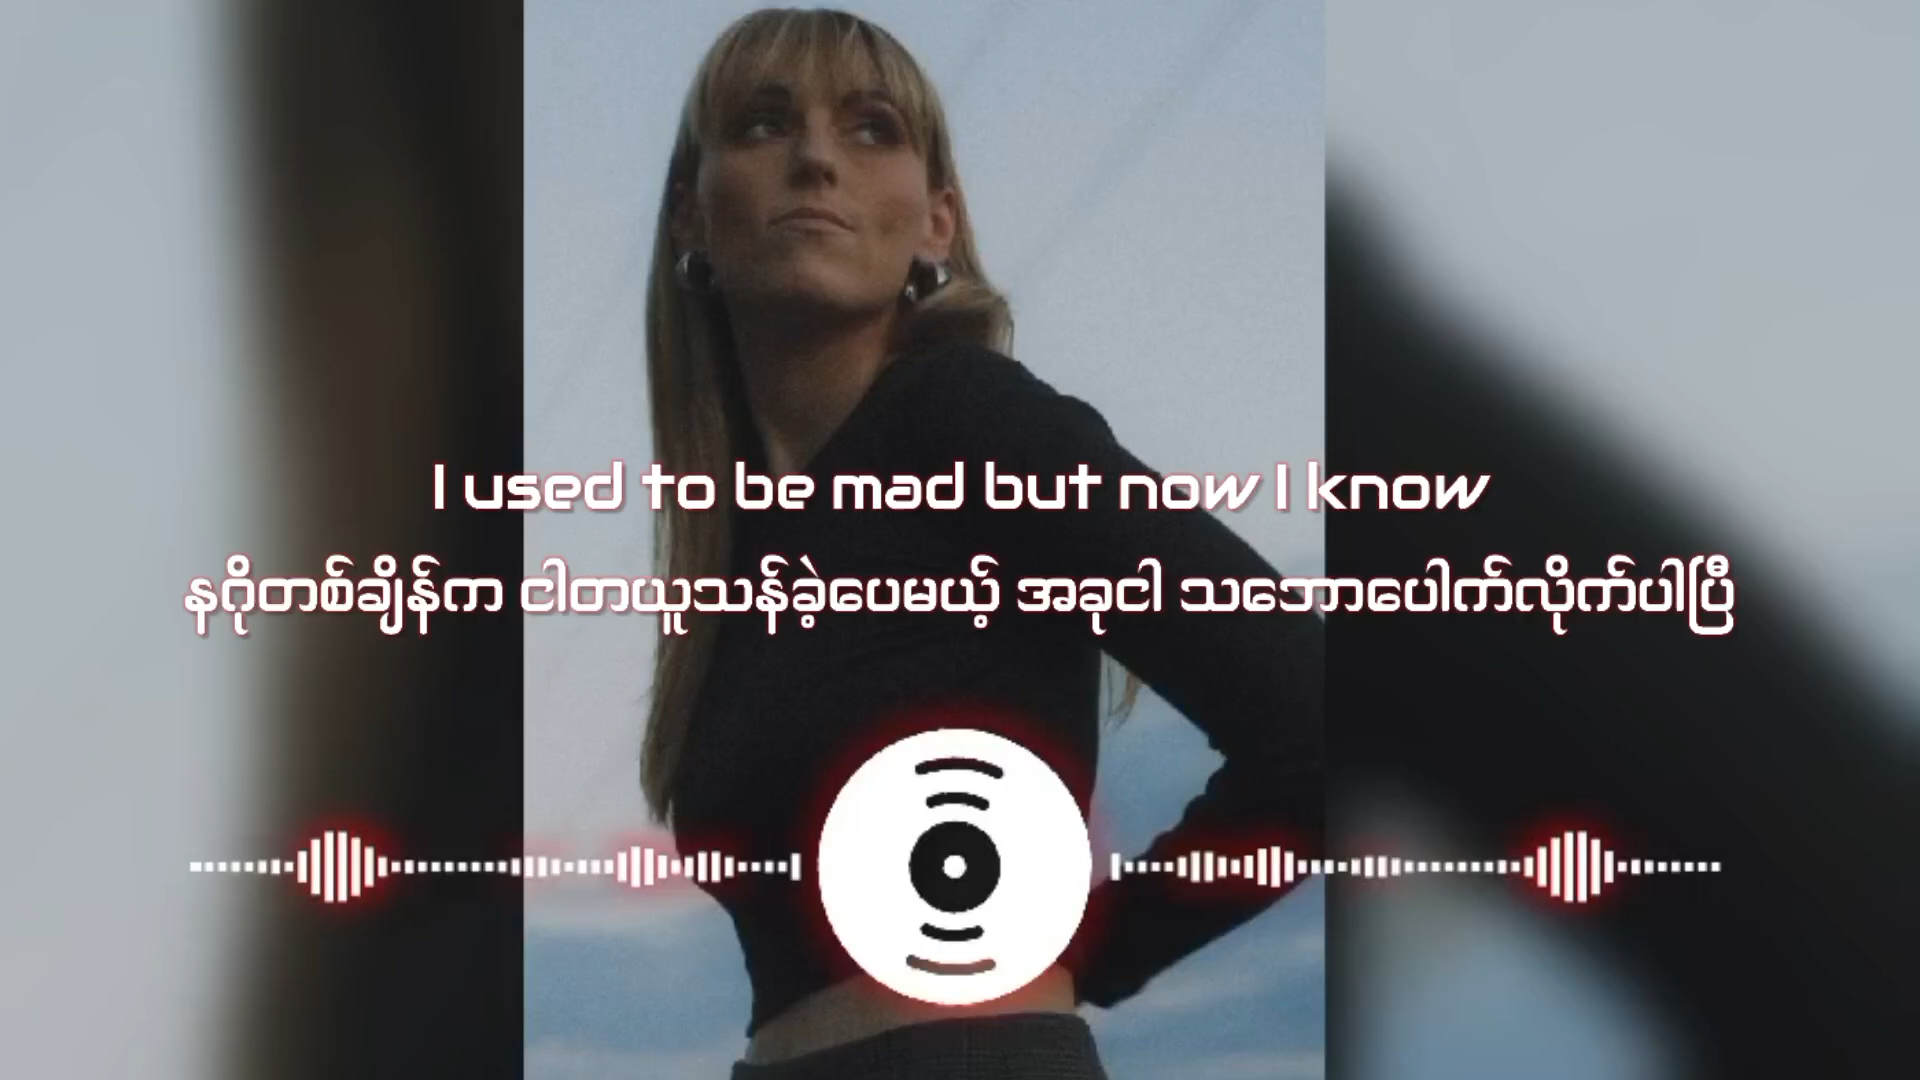 I used to be mad but now I know
နဂိုတစ်ချိန်က ငါတယူသန်ခဲ့ပေမယ့် အခုငါ သဘောပေါက်လိုက်ပါပြီ